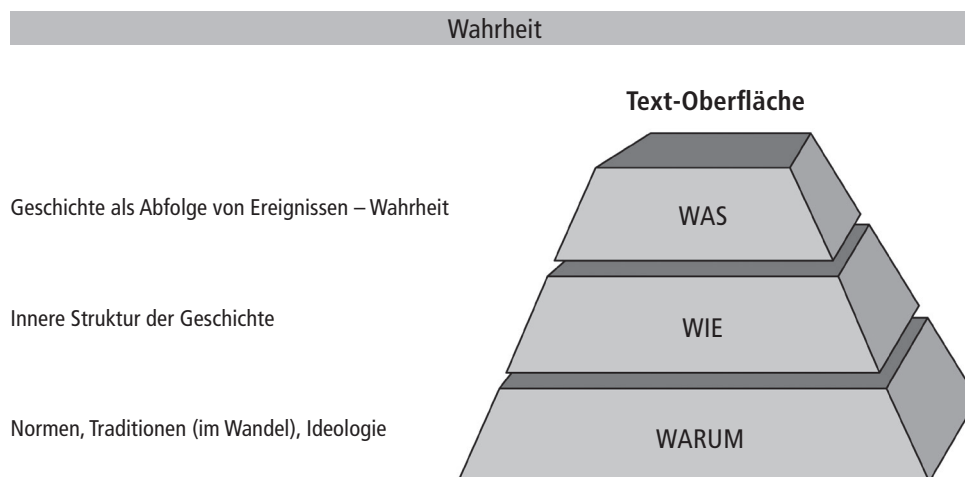 Wahrheit
Text-Oberfläche
Geschichte als Abfolge von Ereignissen – Wahrheit
WAS
Innere Struktur der Geschichte
WIE
Normen, Traditionen (im Wandel), Ideologie
WARUM